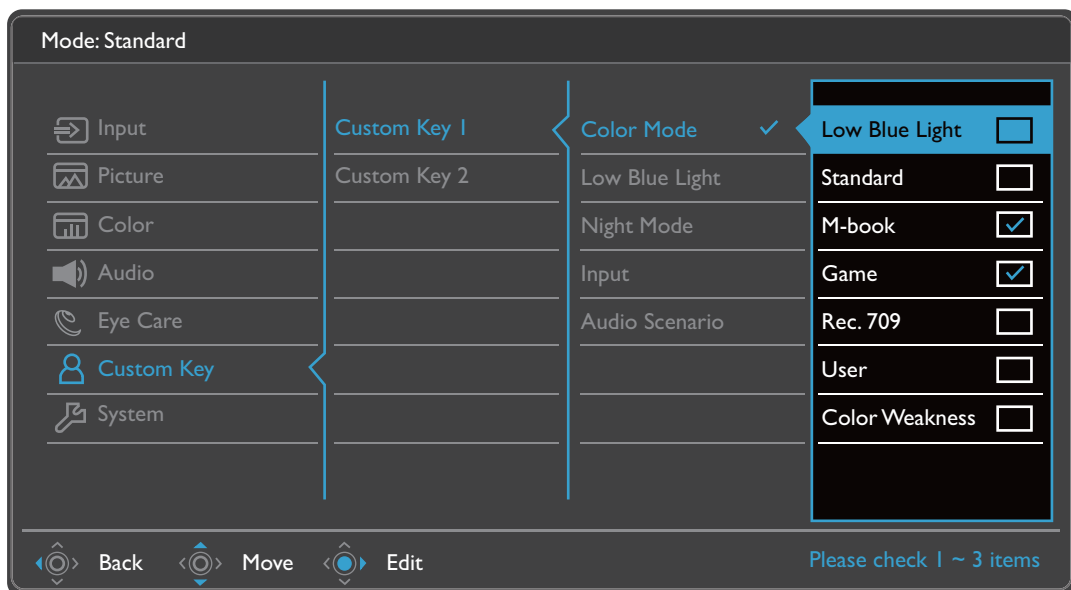 Mode: Standard
Input
Picture
Color
Audio
Eye Care
Custom Key
System
Custom Key 1
Custom Key 2
Color Mode
Low Blue Light
Night Mode
Input
Audio Scenario
Low Blue Light
Standard
M-book
Game
Rec. 709
User
Color Weakness
Back Move Edit
Please check 1 ~ 3 items